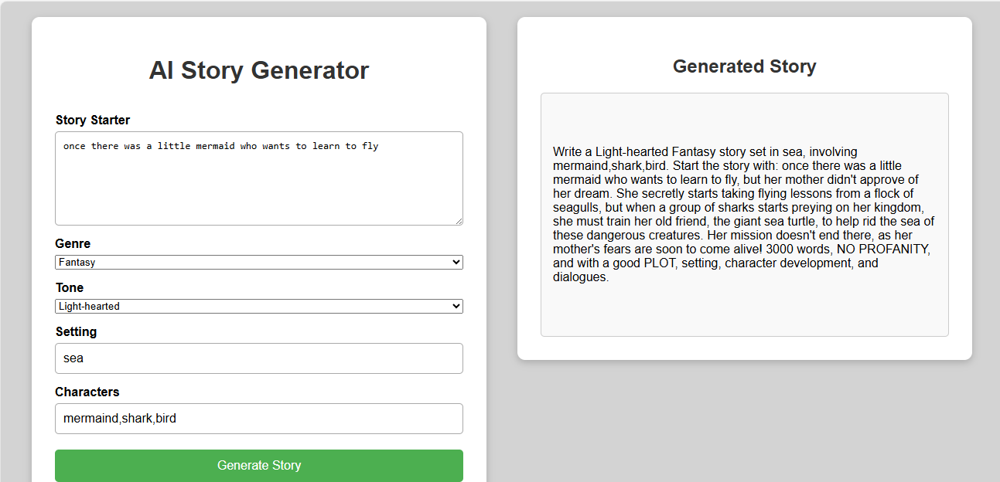 AI Story Generator
Story Starter
once there was a little mermaid who wants to learn to fly
Genre
Fantasy
Tone
Light-hearted
Setting
sea
Characters
mermaind,shark,bird
Generate Story
Generated Story
Write a Light-hearted Fantasy story set in sea, involving
mermaind,shark,bird. Start the story with: once there was a little
mermaid who wants to learn to fly, but her mother didn't approve of
her dream. She secretly starts taking flying lessons from a flock of
seagulls, but when a group of sharks starts preying on her kingdom,
she must train her old friend, the giant sea turtle, to help rid the sea of
these dangerous creatures. Her mission doesn't end there, as her
mother's fears are soon to come alive! 3000 words, NO PROFANITY,
and with a good PLOT, setting, character development, and
dialogues.